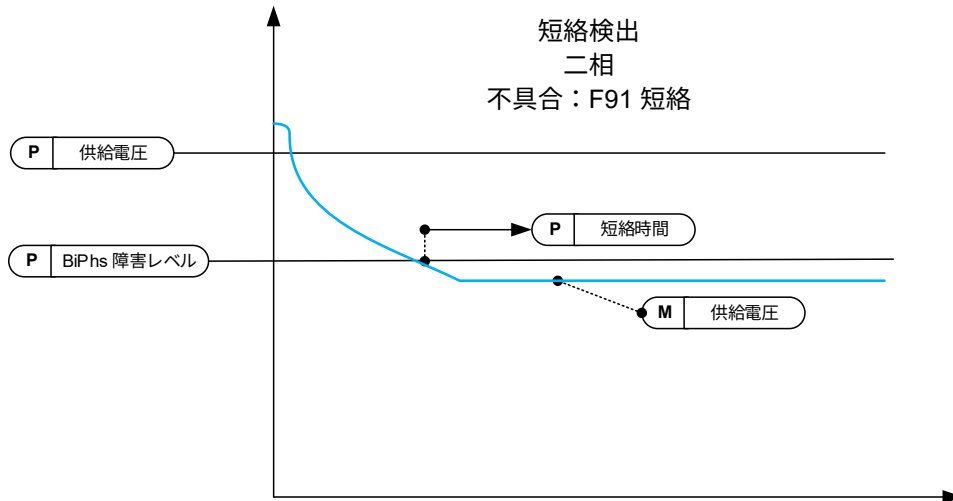 短絡検出
二相
不具合：F91 短絡
P 供給電圧
P 短絡時間
P BiPhs 障害レベル
M 供給電圧